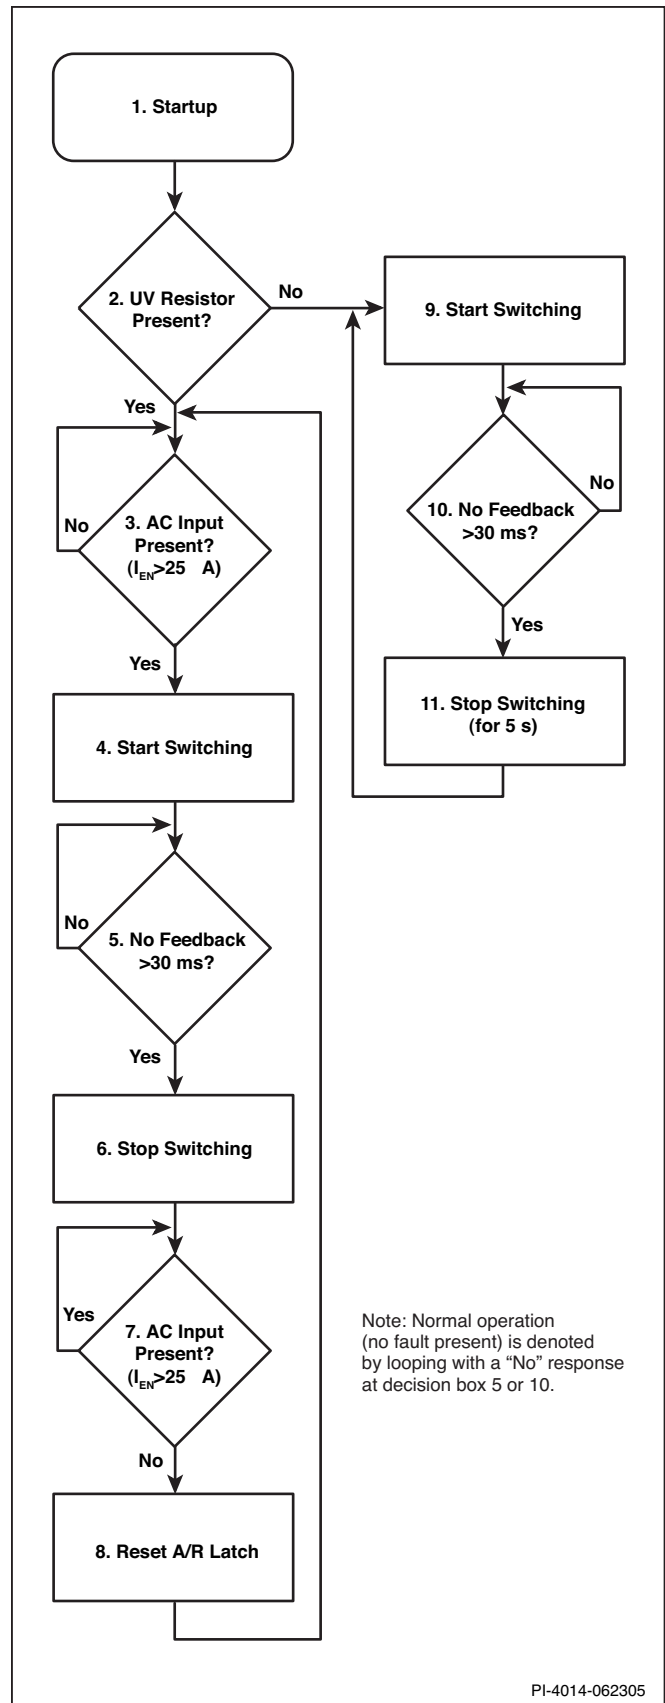 1. Startup
2. UV Resistor
Present?
No
Yes
No
3. AC Input
Present?
(I_EN>25 A)
Yes
4. Start Switching
No
5. No Feedback
>30 ms?
Yes
6. Stop Switching
Yes
7. AC Input
Present?
(I_EN>25 A)
No
8. Reset A/R Latch
9. Start Switching
No
10. No Feedback
>30 ms?
Yes
11. Stop Switching
(for 5 s)
Note: Normal operation
(no fault present) is denoted
by looping with a “No” response
at decision box 5 or 10.
PI-4014-062305